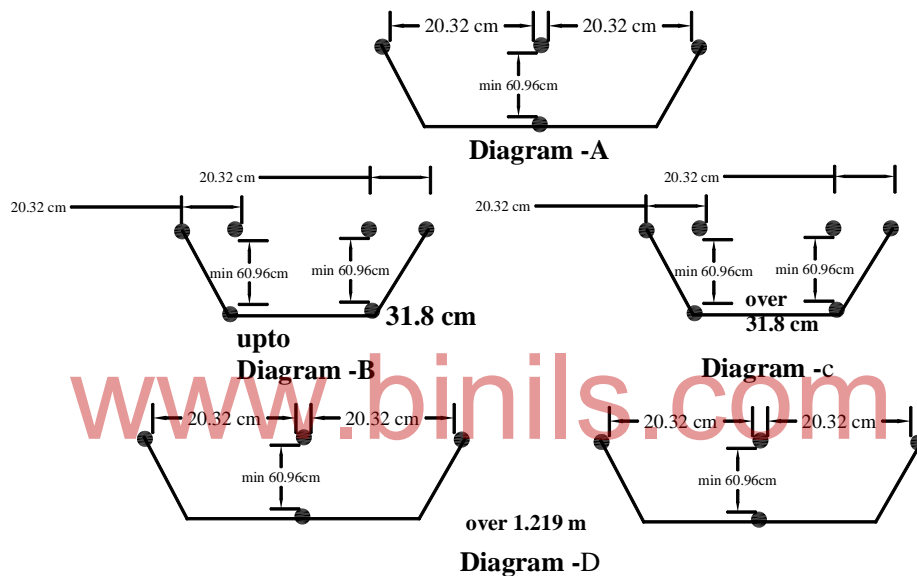 20.32 cm 20.32 cm
min 60.96cm
Diagram -A
20.32 cm 20.32 cm
20.32 cm 20.32 cm
min 60.96cm min 60.96cm min 60.96cm min 60.96cm
31.8 cm over
31.8 cm
upto
Diagram -B Diagram -c
www.binils.com
20.32 cm 20.32 cm 20.32 cm 20.32 cm
min 60.96cm min 60.96cm
over 1.219 m
Diagram -D